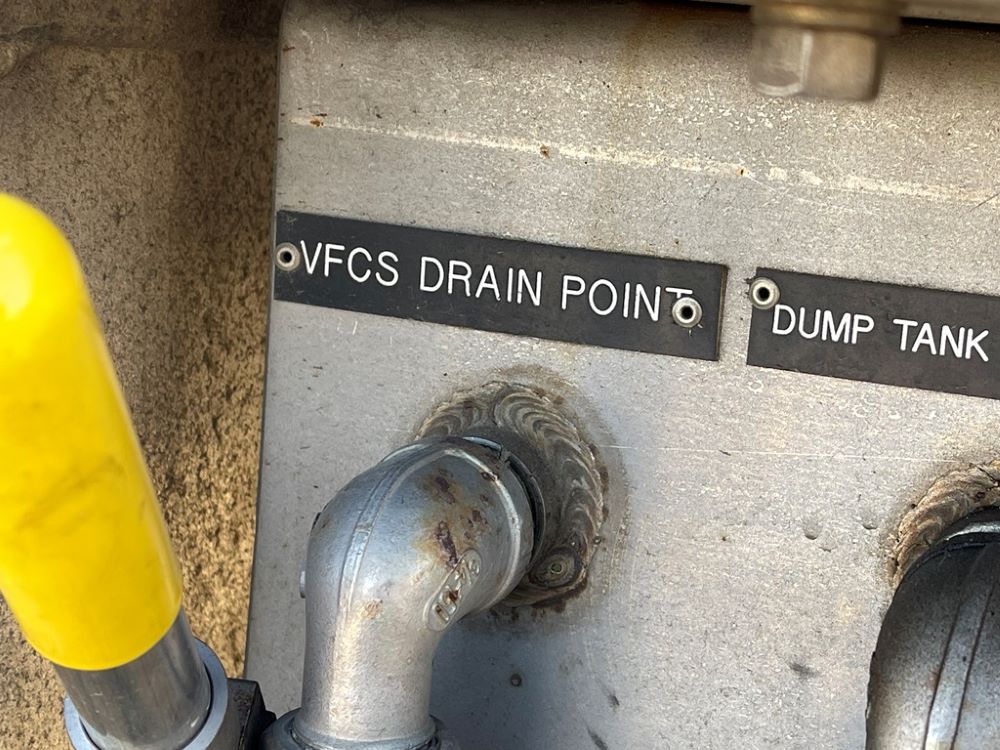 VFCS DRAIN POINT
DUMP TANK